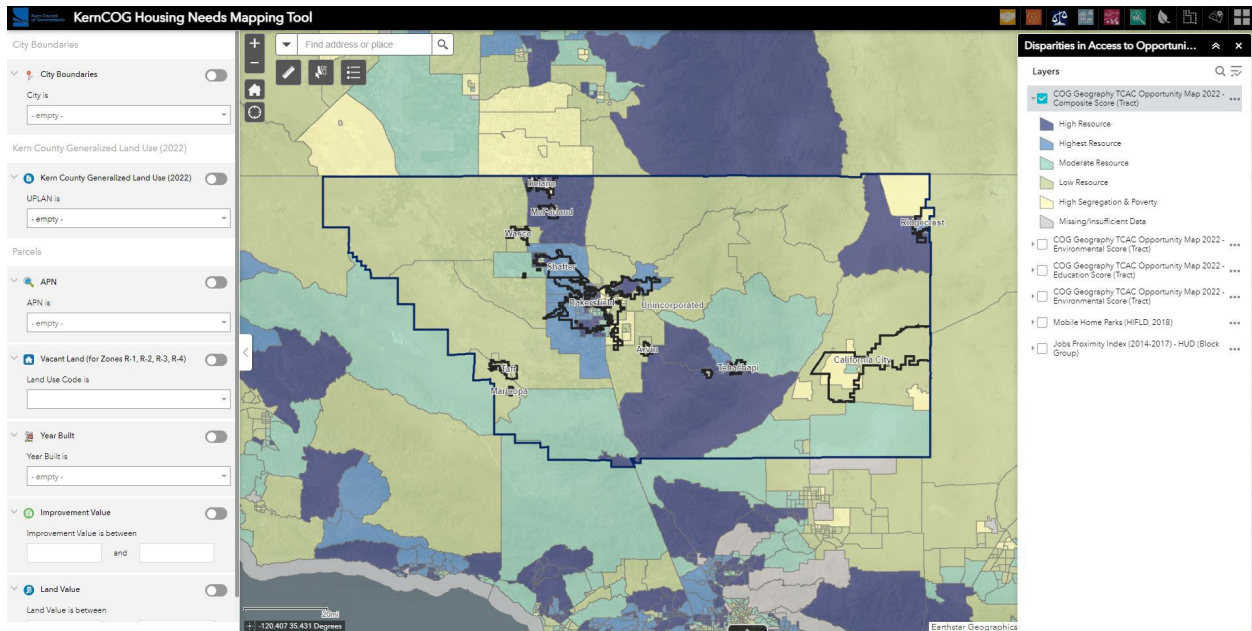 Kern Council
of Governments
KernCOG Housing Needs Mapping Tool
City Boundaries
City Boundaries
City is
- empty -
Kern County Generalized Land Use (2022)
Kern County Generalized Land Use (2022)
UPLAN is
- empty -
Parcels
APN
APN is
- empty -
Vacant Land (for Zones R-1, R-2, R-3, R-4)
Land Use Code is
Year Built
Year Built is
- empty -
Improvement Value
Improvement Value is between
and
Land Value
Land Value is between
+
Find address or place
−
Delano
McFarland
Wasco
Ridgecrest
Shafter
Bakersfield
Unincorporated
Arvin
Taft
Tehachapi
California City
Maricopa
20mi
-120.407 35.431 Degrees
Earthstar Geographics
Disparities in Access to Opportuni...
Layers
COG Geography TCAC Opportunity Map 2022 -
Composite Score (Tract)
High Resource
Highest Resource
Moderate Resource
Low Resource
High Segregation & Poverty
Missing/Insufficient Data
COG Geography TCAC Opportunity Map 2022 -
Environmental Score (Tract)
COG Geography TCAC Opportunity Map 2022 -
Education Score (Tract)
COG Geography TCAC Opportunity Map 2022 -
Environmental Score (Tract)
Mobile Home Parks (HIFLD, 2018)
Jobs Proximity Index (2014-2017) - HUD (Block
Group)